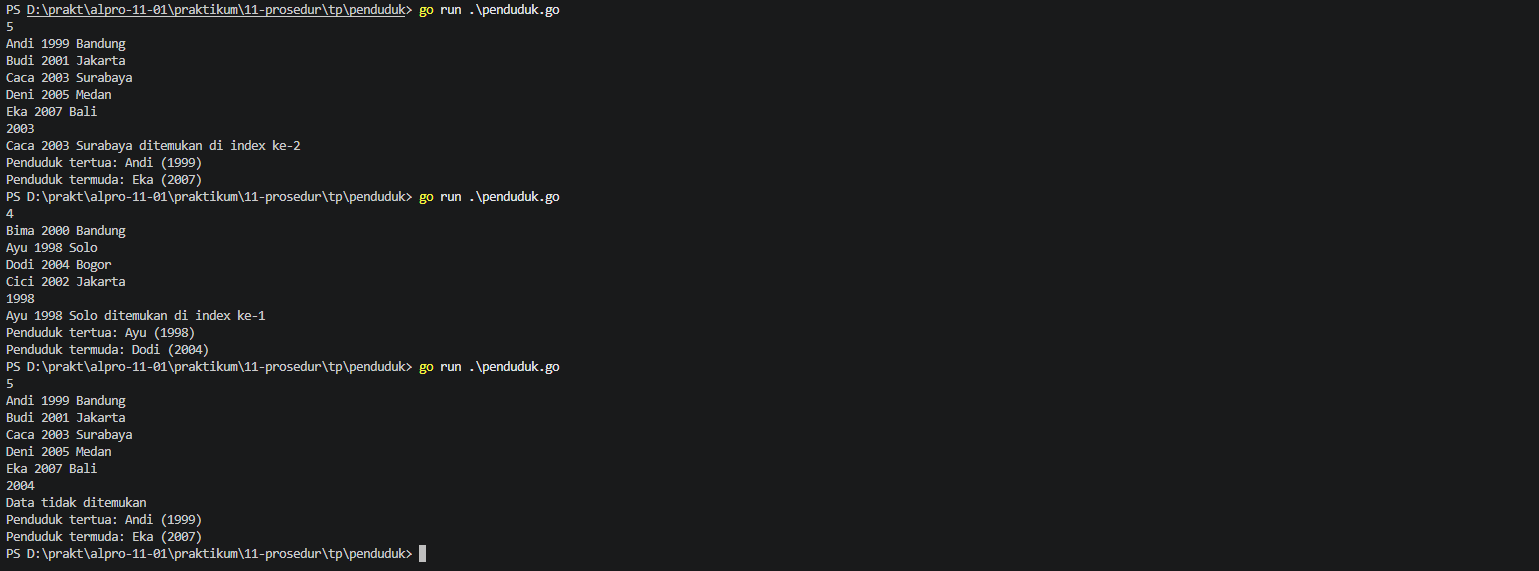 PS D:\prakt\alpro-11-01\praktikum\11-prosedur\tp\penduduk> go run .\penduduk.go
5
Andi 1999 Bandung
Budi 2001 Jakarta
Caca 2003 Surabaya
Deni 2005 Medan
Eka 2007 Bali
2003
Caca 2003 Surabaya ditemukan di index ke-2
Penduduk tertua: Andi (1999)
Penduduk termuda: Eka (2007)
PS D:\prakt\alpro-11-01\praktikum\11-prosedur\tp\penduduk> go run .\penduduk.go
4
Bima 2000 Bandung
Ayu 1998 Solo
Dodi 2004 Bogor
Cici 2002 Jakarta
1998
Ayu 1998 Solo ditemukan di index ke-1
Penduduk tertua: Ayu (1998)
Penduduk termuda: Dodi (2004)
PS D:\prakt\alpro-11-01\praktikum\11-prosedur\tp\penduduk> go run .\penduduk.go
5
Andi 1999 Bandung
Budi 2001 Jakarta
Caca 2003 Surabaya
Deni 2005 Medan
Eka 2007 Bali
2004
Data tidak ditemukan
Penduduk tertua: Andi (1999)
Penduduk termuda: Eka (2007)
PS D:\prakt\alpro-11-01\praktikum\11-prosedur\tp\penduduk>